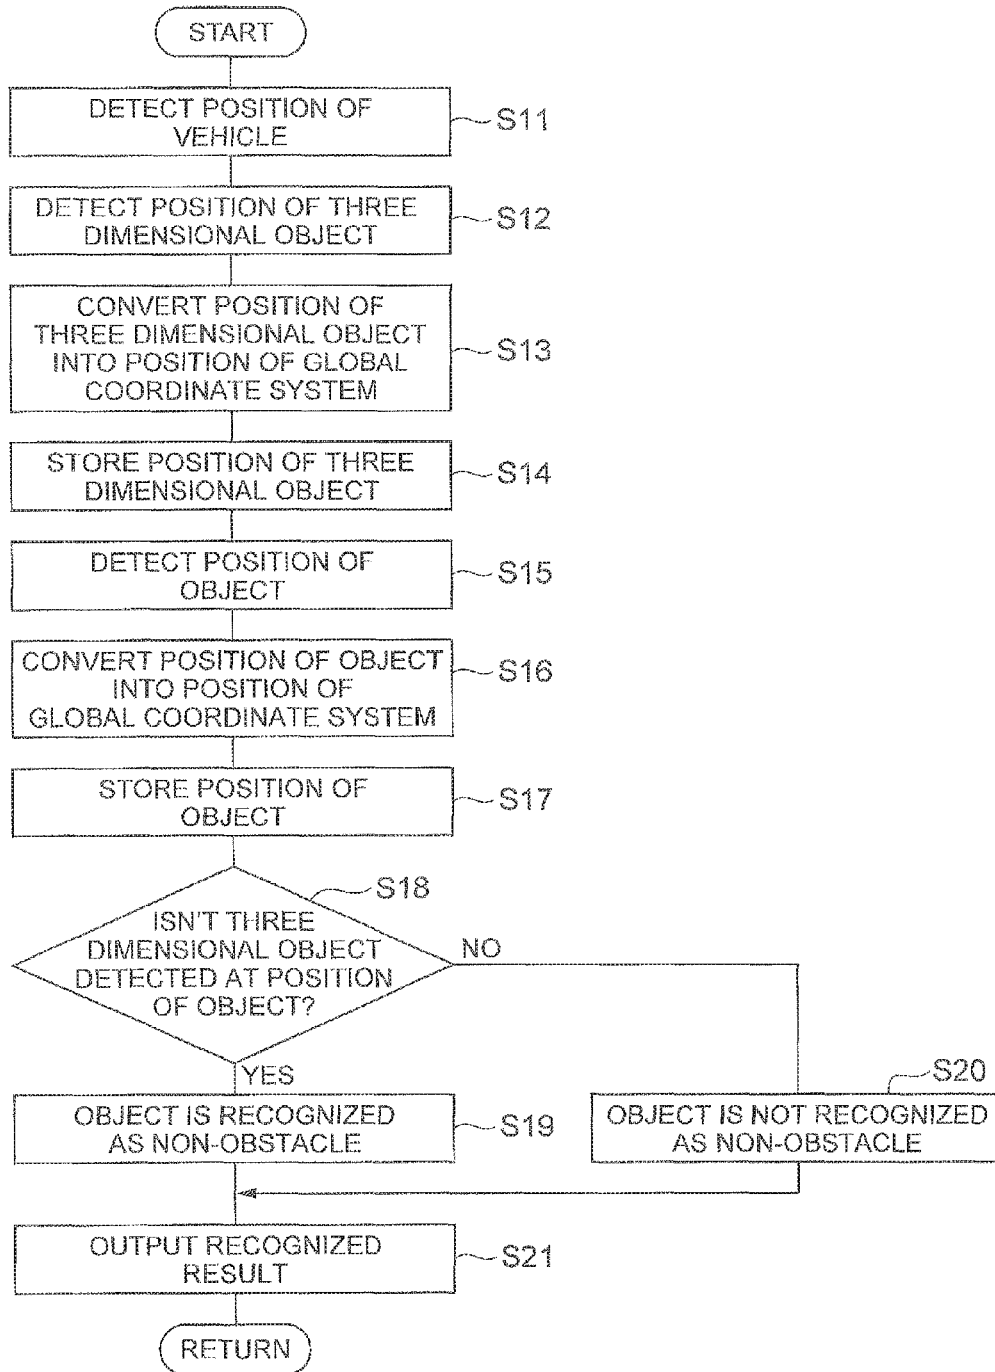 START
DETECT POSITION OF
VEHICLE
S11
DETECT POSITION OF THREE
DIMENSIONAL OBJECT
S12
CONVERT POSITION OF
THREE DIMENSIONAL OBJECT
INTO POSITION OF GLOBAL
COORDINATE SYSTEM
S13
STORE POSITION OF THREE
DIMENSIONAL OBJECT
S14
DETECT POSITION OF
OBJECT
S15
CONVERT POSITION OF OBJECT
INTO POSITION OF
GLOBAL COORDINATE SYSTEM
S16
STORE POSITION OF
OBJECT
S17
S18
ISN'T THREE
DIMENSIONAL OBJECT
DETECTED AT POSITION
OF OBJECT?
NO
YES
OBJECT IS RECOGNIZED
AS NON-OBSTACLE
S19
S20
OBJECT IS NOT RECOGNIZED
AS NON-OBSTACLE
OUTPUT RECOGNIZED
RESULT
S21
RETURN